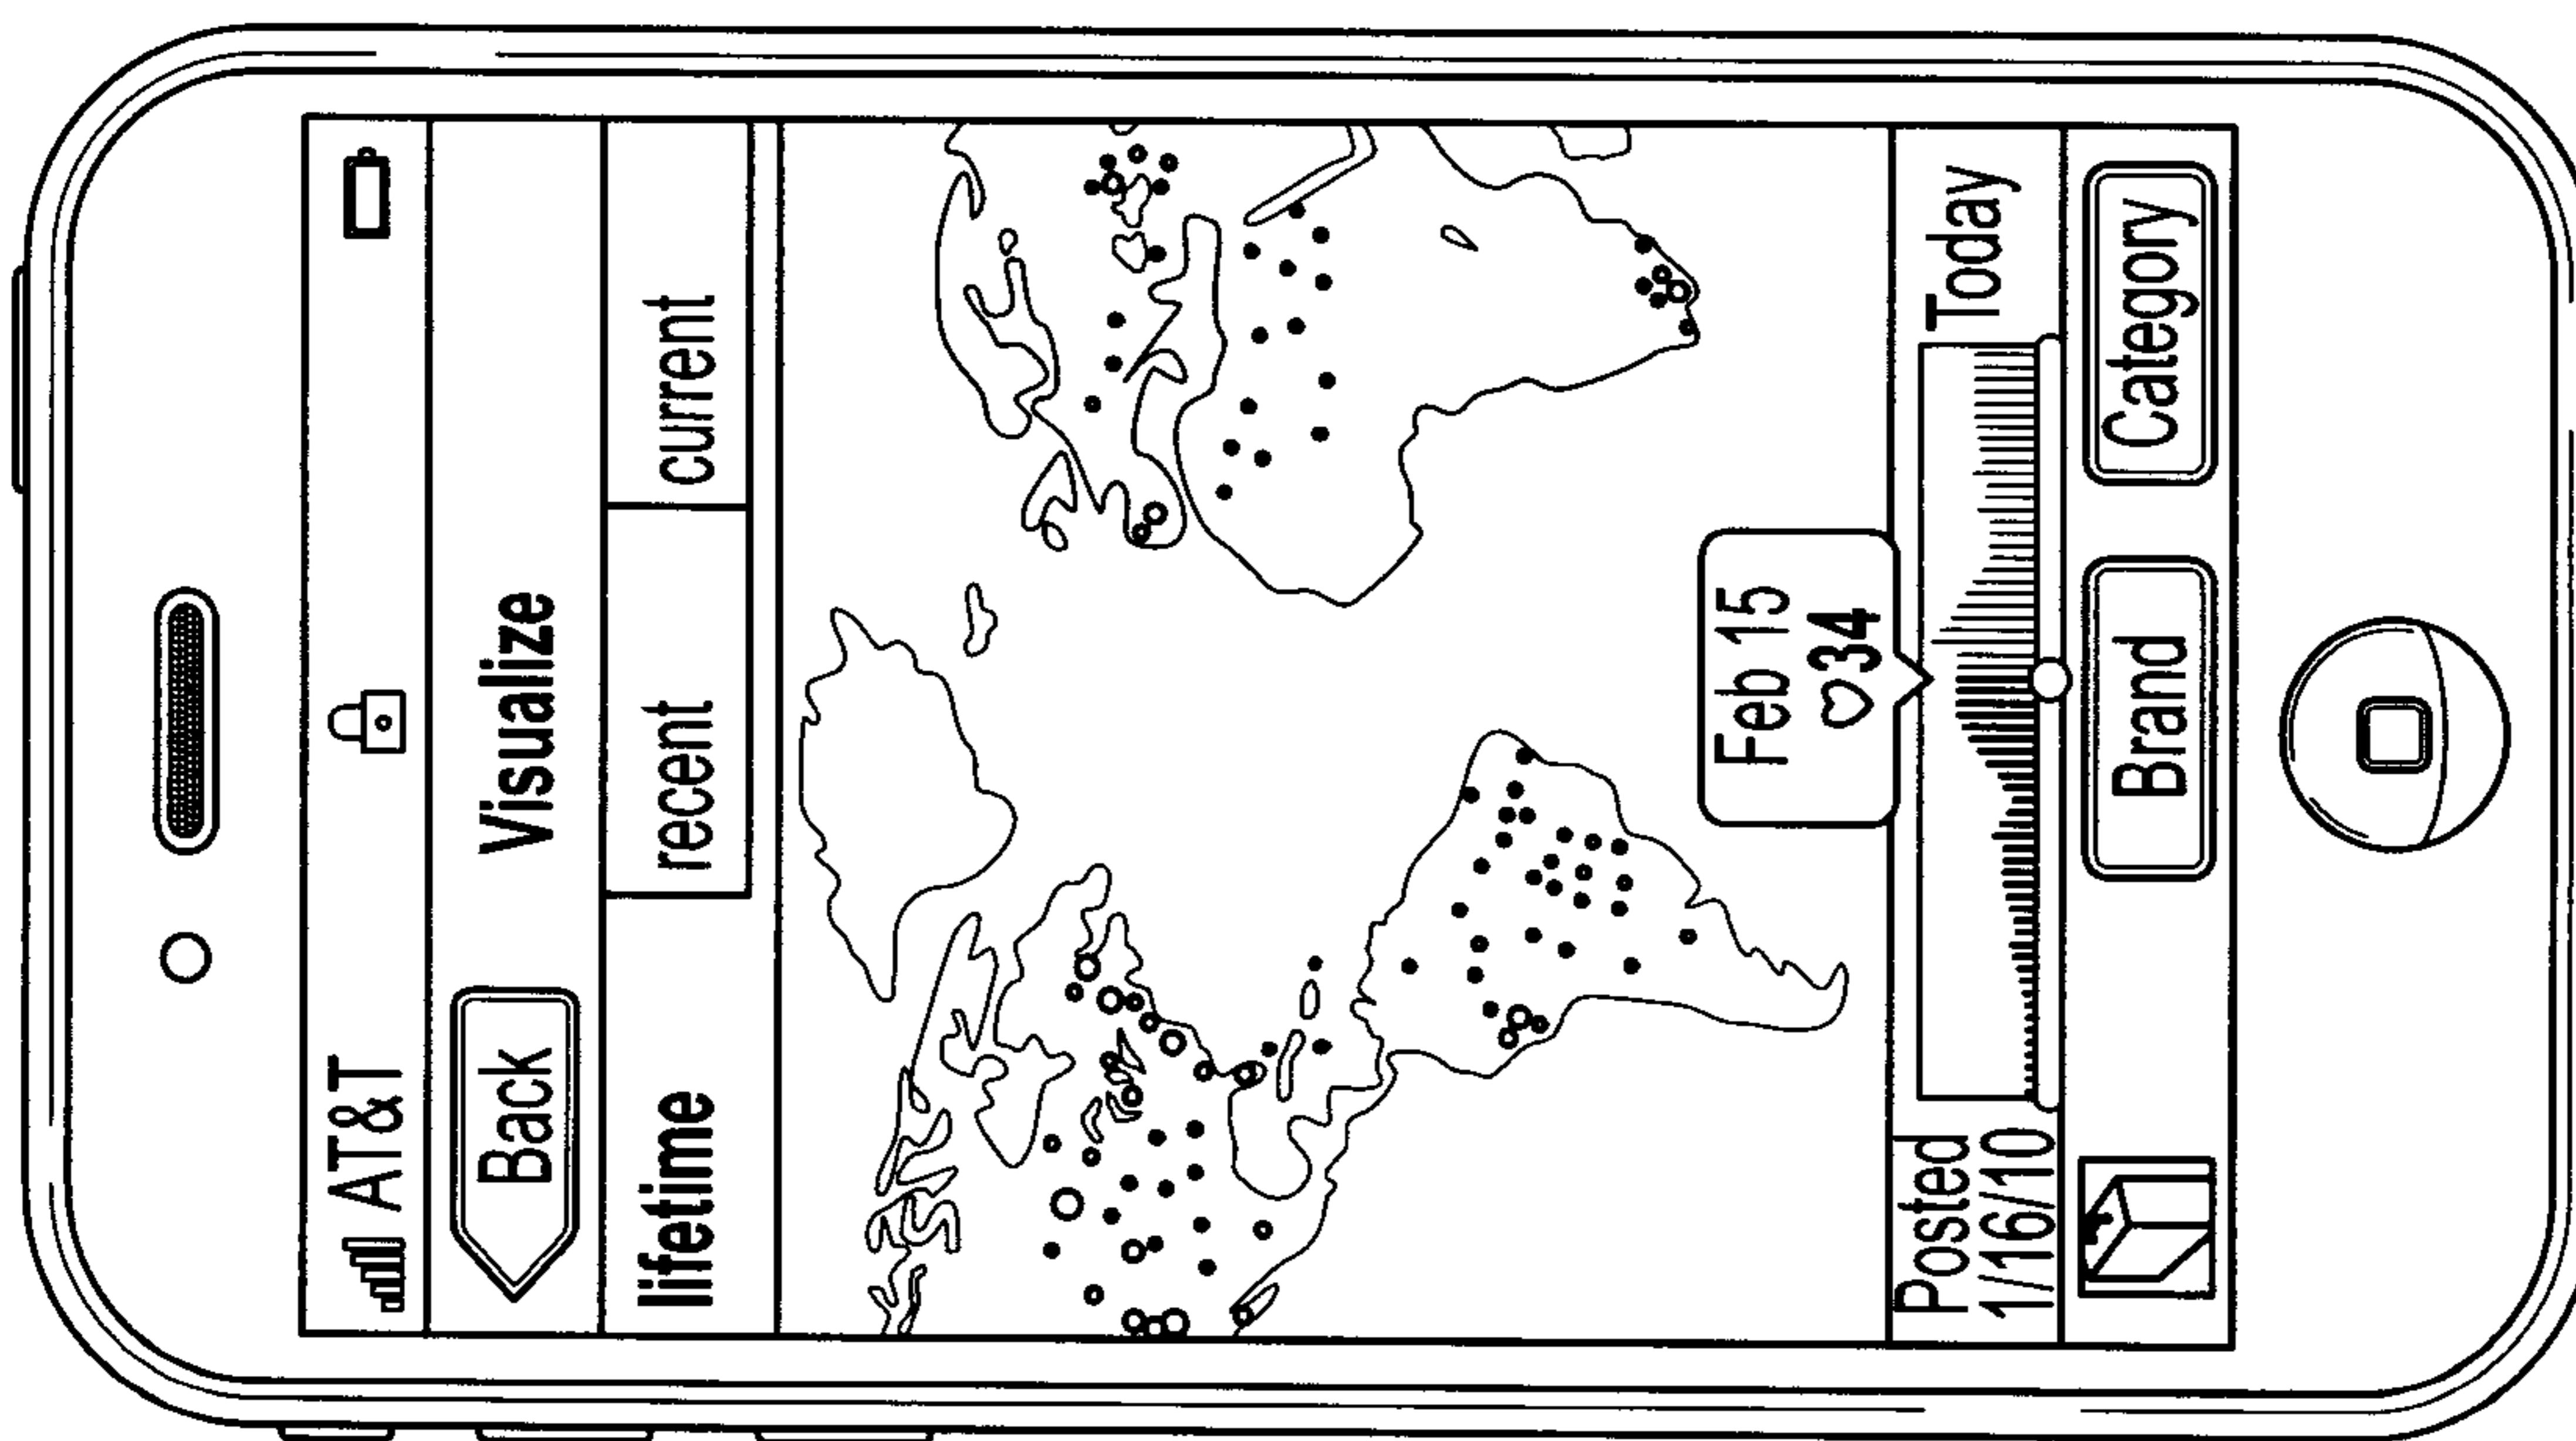 AT&T
Back Visualize
lifetime recent current
Feb 15
♡34
Posted
1/16/10
Today
Brand Category